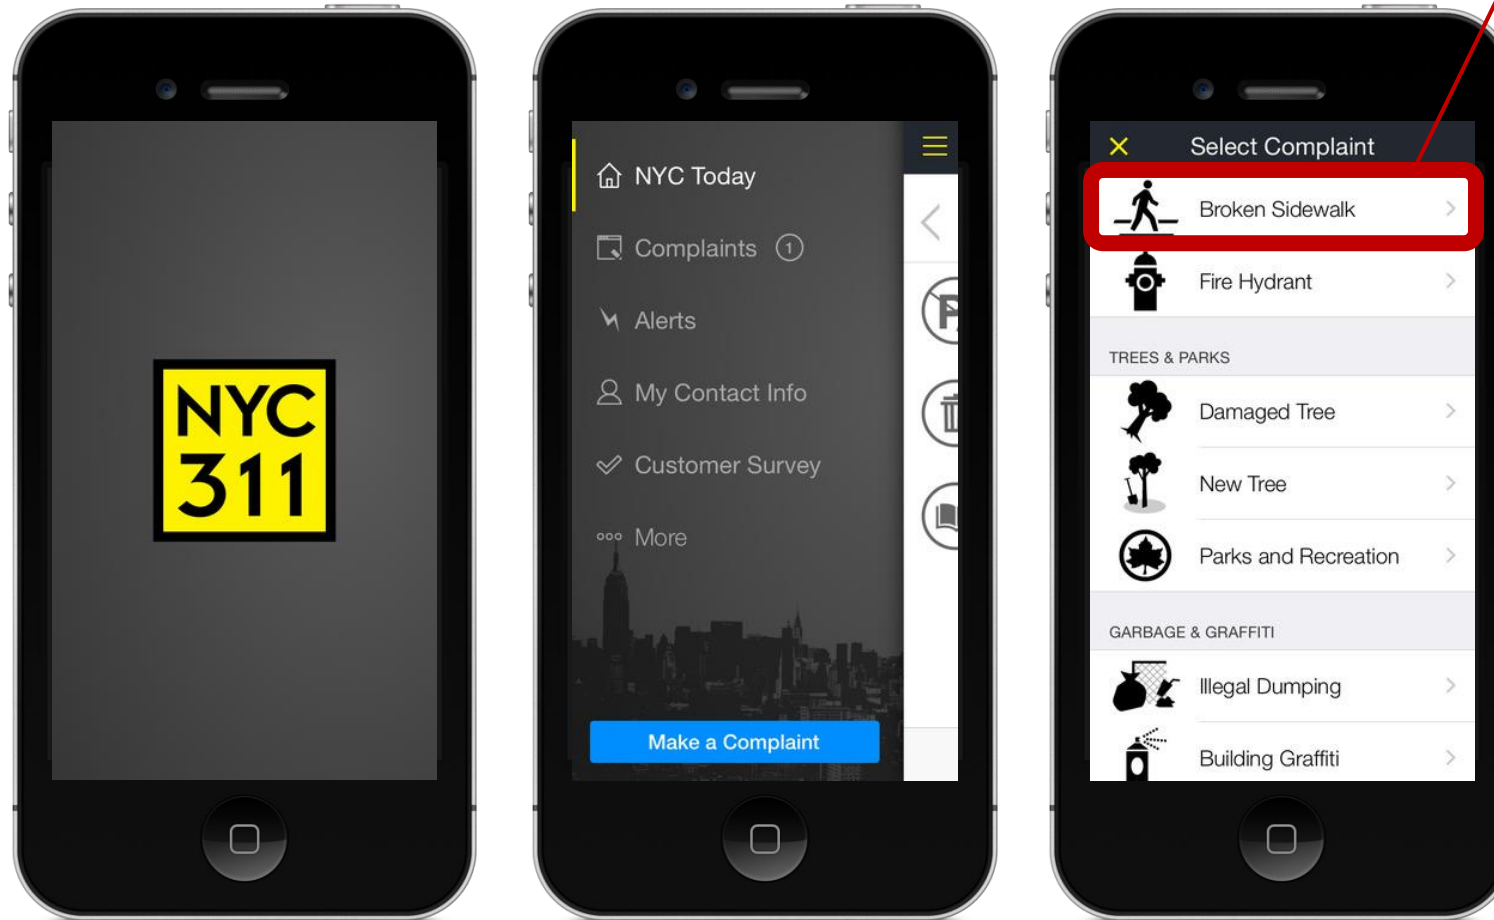 NYC
311
NYC Today
Complaints 1
Alerts
My Contact Info
Customer Survey
More
Make a Complaint
Select Complaint
Broken Sidewalk
Fire Hydrant
TREES & PARKS
Damaged Tree
New Tree
Parks and Recreation
GARBAGE & GRAFFITI
Illegal Dumping
Building Graffiti